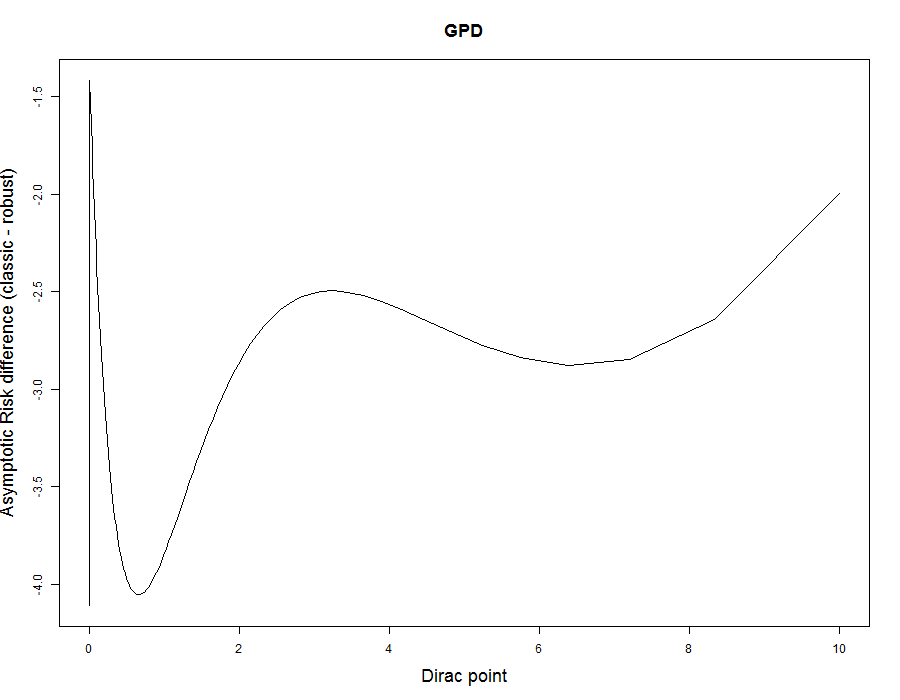 GPD
Asymptotic Risk difference (classic - robust)
-1.5
-2.0
-2.5
-3.0
-3.5
-4.0
0 2 4 6 8 10
Dirac point